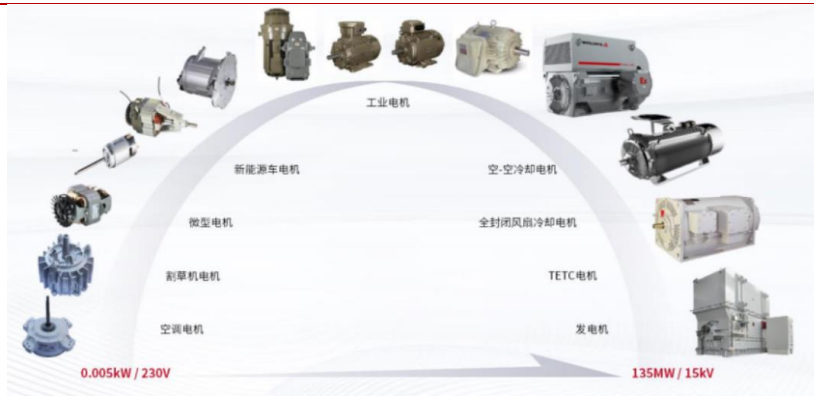 工业电机
新能源车电机
空-空冷却电机
微型电机
全封闭风扇冷却电机
割草机电机
TETC电机
空调电机
发电机
0.005kW / 230V
135MW / 15kV